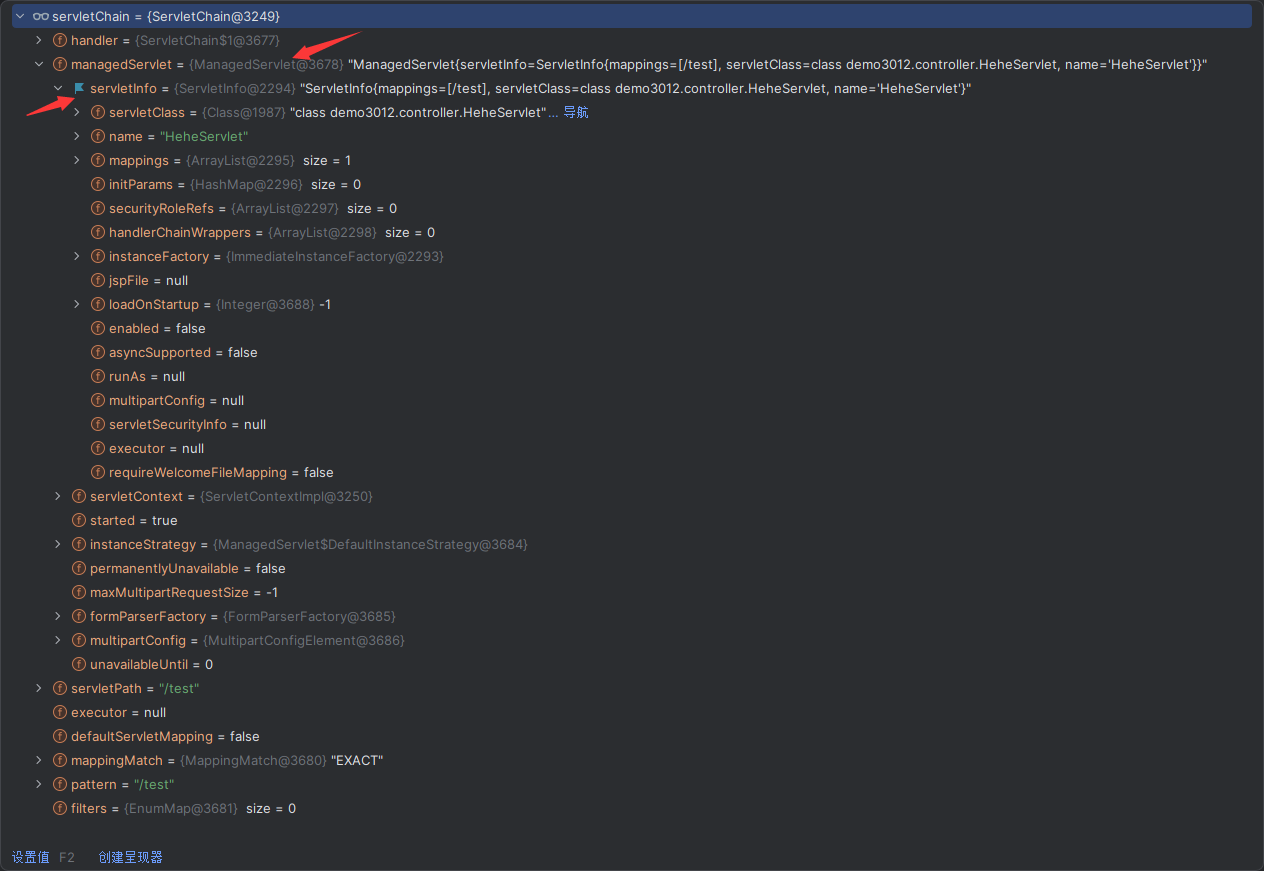 servletChain = {ServletChain@3249}
handler = {ServletChain$1@3677}
managedServlet = {ManagedServlet@3678} "ManagedServlet{servletInfo=ServletInfo{mappings=[/test], servletClass=class demo3012.controller.HeheServlet, name='HeheServlet'}}"
servletInfo = {ServletInfo@2294} "ServletInfo{mappings=[/test], servletClass=class demo3012.controller.HeheServlet, name='HeheServlet'}"
servletClass = {Class@1987} "class demo3012.controller.HeheServlet"... 导航
name = "HeheServlet"
mappings = {ArrayList@2295} size = 1
initParams = {HashMap@2296} size = 0
securityRoleRefs = {ArrayList@2297} size = 0
handlerChainWrappers = {ArrayList@2298} size = 0
instanceFactory = {ImmediateInstanceFactory@2293}
jspFile = null
loadOnStartup = {Integer@3688} -1
enabled = false
asyncSupported = false
runAs = null
multipartConfig = null
servletSecurityInfo = null
executor = null
requireWelcomeFileMapping = false
servletContext = {ServletContextImpl@3250}
started = true
instanceStrategy = {ManagedServlet$DefaultInstanceStrategy@3684}
permanentlyUnavailable = false
maxMultipartRequestSize = -1
formParserFactory = {FormParserFactory@3685}
multipartConfig = {MultipartConfigElement@3686}
unavailableUntil = 0
servletPath = "/test"
executor = null
defaultServletMapping = false
mappingMatch = {MappingMatch@3680} "EXACT"
pattern = "/test"
filters = {EnumMap@3681} size = 0
设置值 F2 创建呈现器